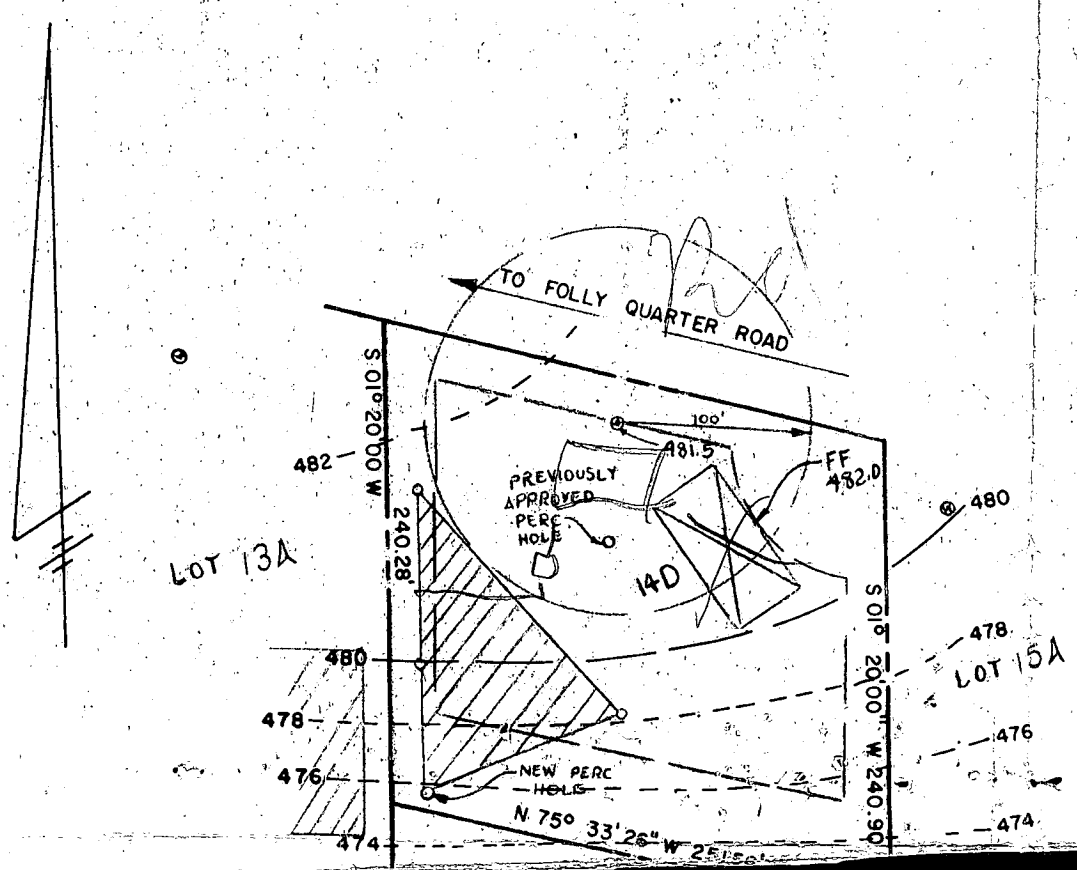 TO FOLLY QUARTER ROAD
S 01° 20'00" W
240.28'
482
100'
481.5
FF
482.0
PREVIOUSLY
APPROVED
PERC
HOLE
480
LOT 13A
14D
S 01° 20'00" W 240.90
480
478
LOT 15A
478
476
476
NEW PERC
HOLE
N 75° 33' 26" W
474
474